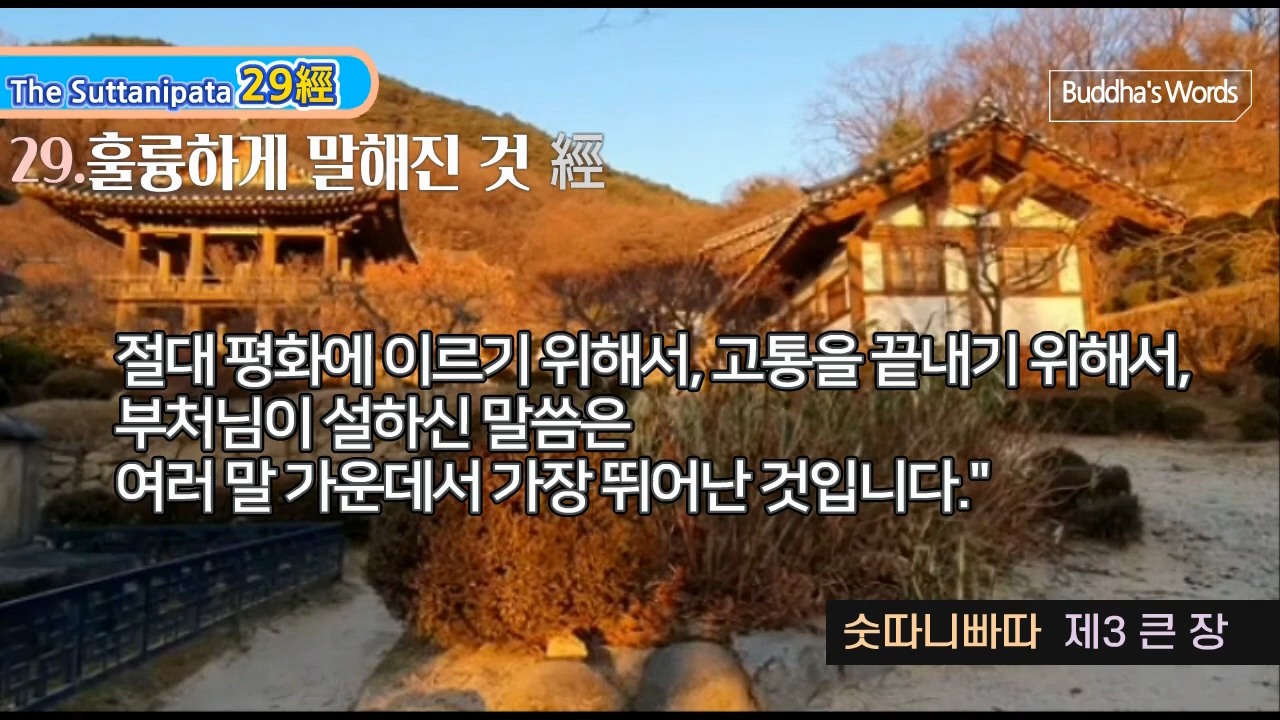 The Suttanipata 29經
Buddha's Words
29.훌륭하게 말해진 것 經
절대 평화에 이르기 위해서, 고통을 끝내기 위해서,
부처님이 설하신 말씀은
여러 말 가운데서 가장 뛰어난 것입니다."
숫따니빠따 제3 큰 장